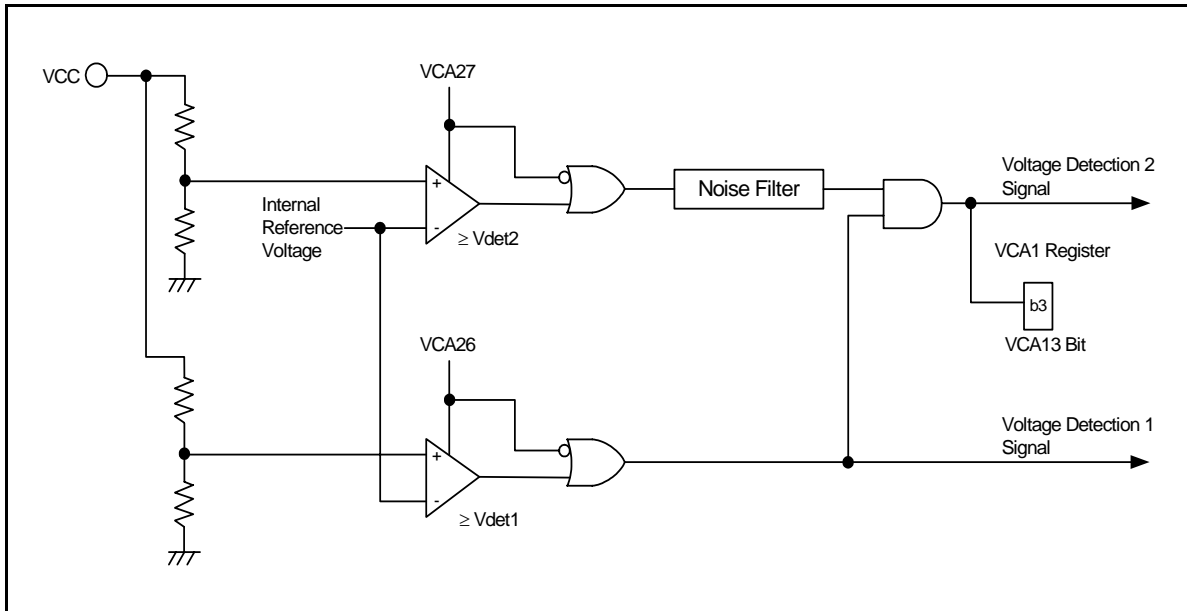 VCC
VCA27
+
-
Internal
Reference
Voltage
≥ Vdet2
Noise Filter
Voltage Detection 2
Signal
VCA1 Register
b3
VCA13 Bit
VCA26
+
-
≥ Vdet1
Voltage Detection 1
Signal